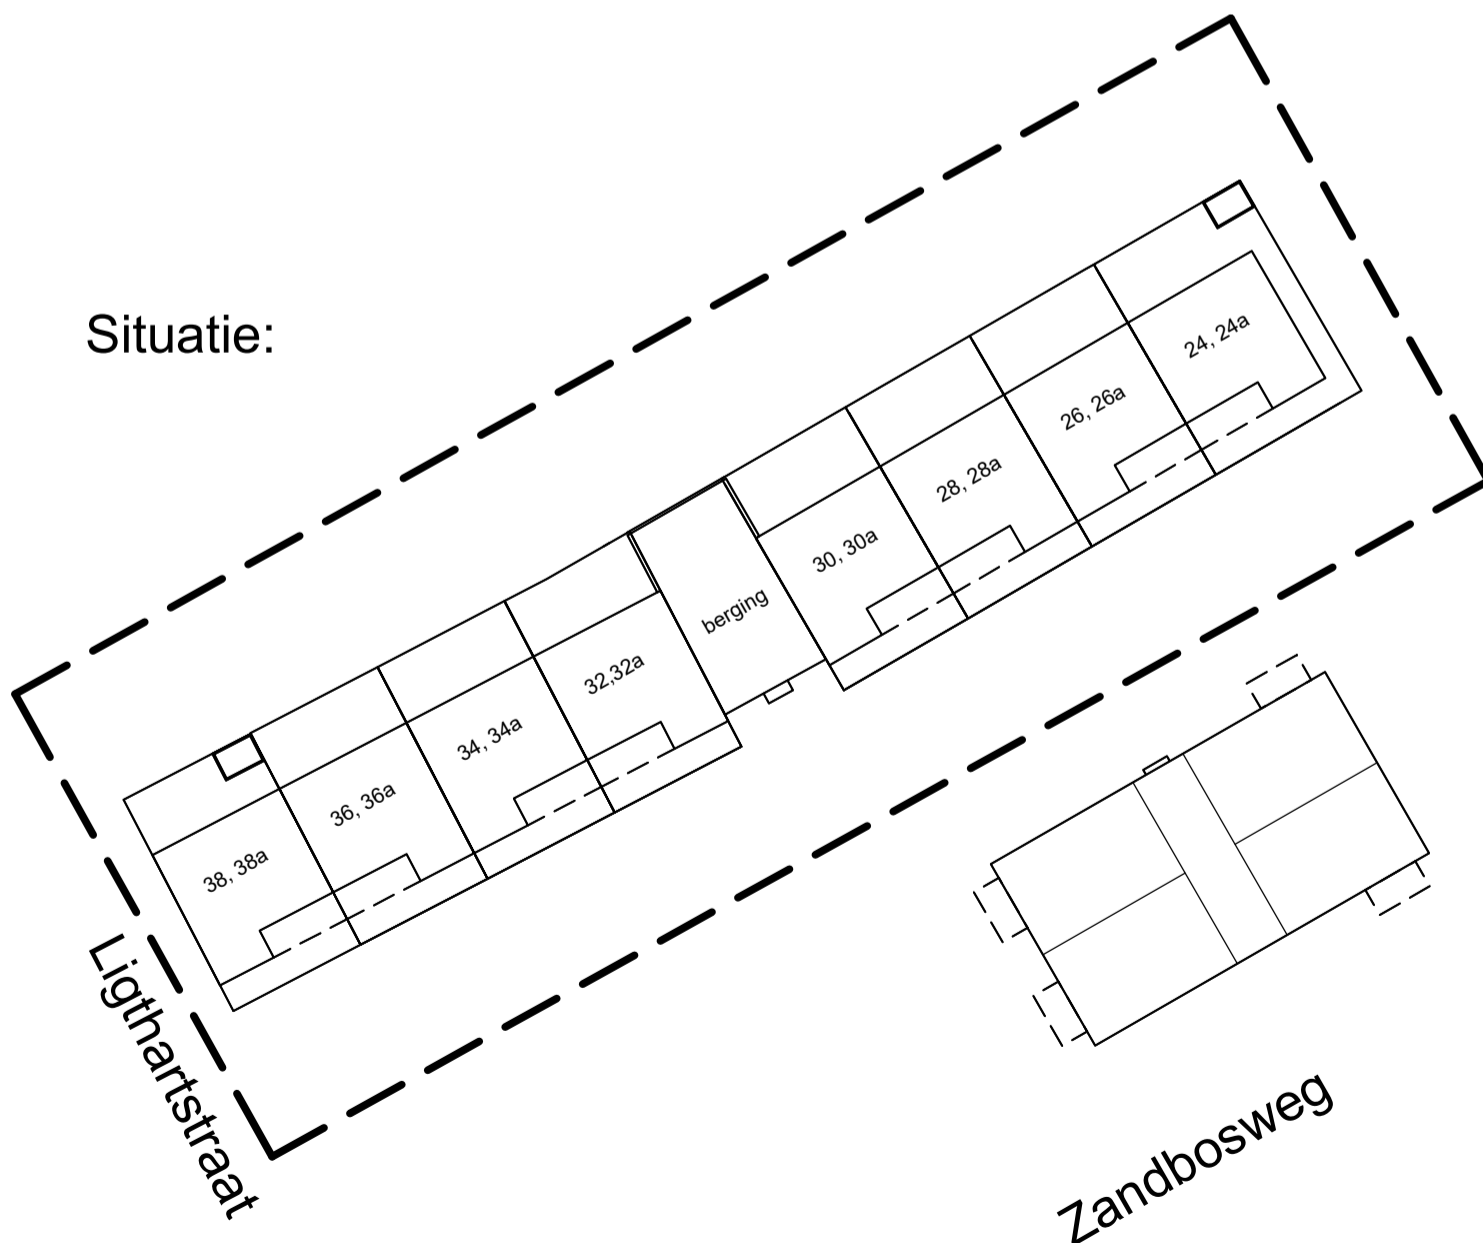 Situatie:
24, 24a
26, 26a
28, 28a
30, 30a
berging
32,32a
34, 34a
36, 36a
38, 38a
Ligthartstraat
Zandbosweg